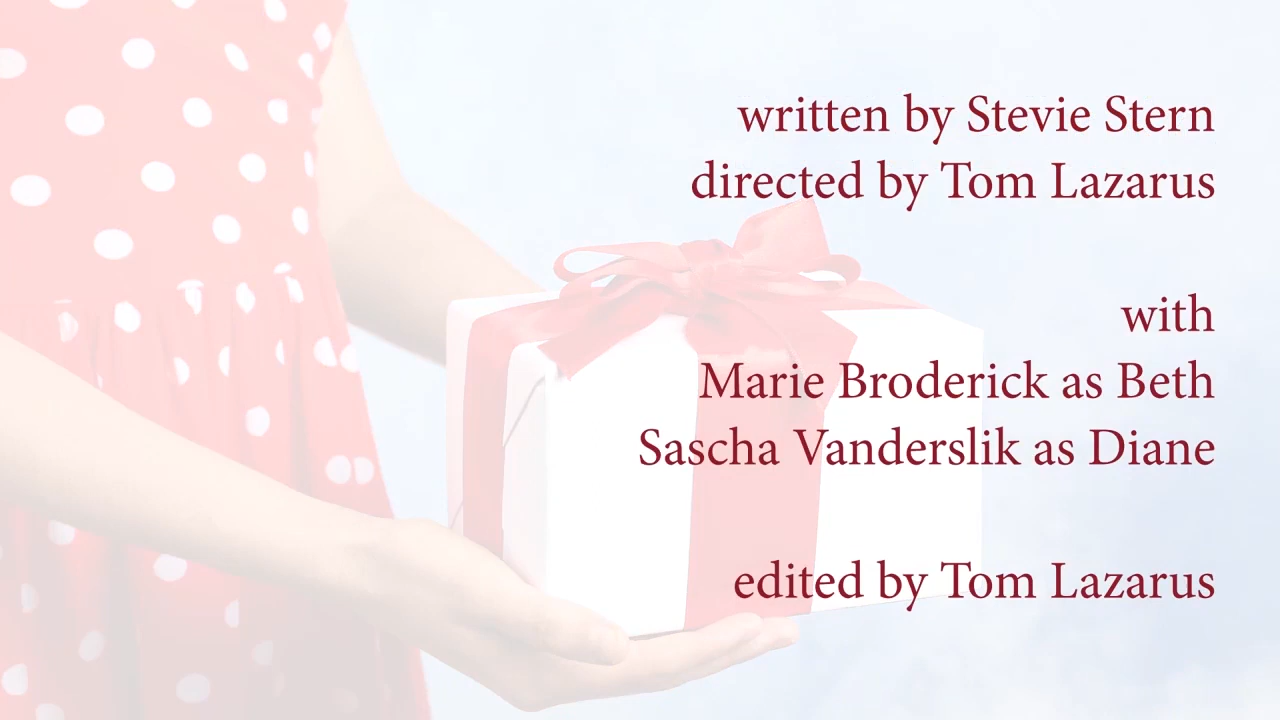 written by Stevie Stern
directed by Tom Lazarus
with
Marie Broderick as Beth
Sascha Vanderslik as Diane
edited by Tom Lazarus